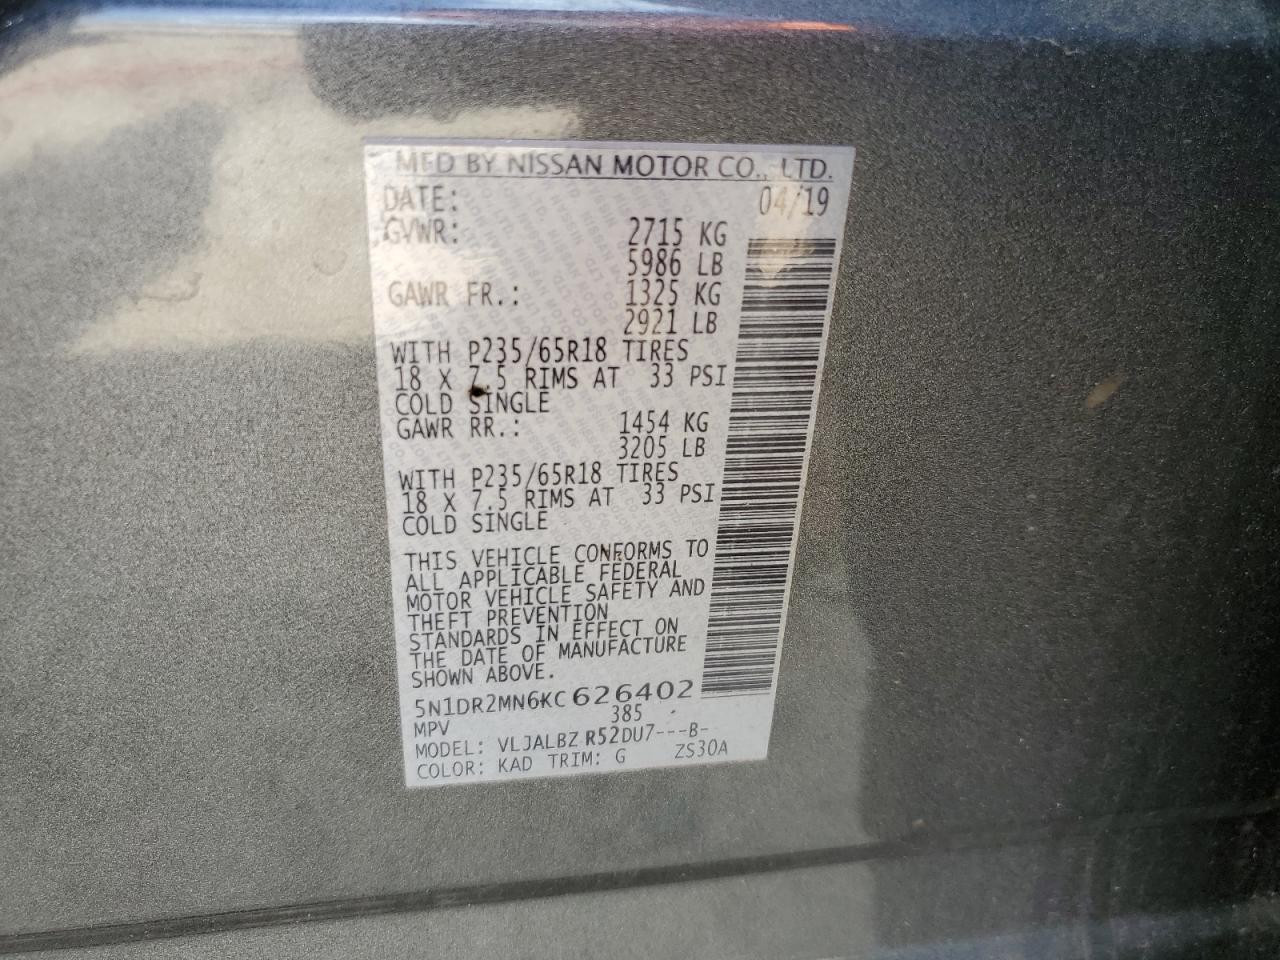 MFD BY NISSAN MOTOR CO., LTD.
DATE: 04/19
GVWR: 2715 KG
5986 LB
GAWR FR.: 1325 KG
2921 LB
WITH P235/65R18 TIRES
18 X 7.5 RIMS AT 33 PSI
COLD SINGLE
GAWR RR.: 1454 KG
3205 LB
WITH P235/65R18 TIRES
18 X 7.5 RIMS AT 33 PSI
COLD SINGLE
THIS VEHICLE CONFORMS TO
ALL APPLICABLE FEDERAL
MOTOR VEHICLE SAFETY AND
THEFT PREVENTION
STANDARDS IN EFFECT ON
THE DATE OF MANUFACTURE
SHOWN ABOVE.
5N1DR2MN6KC626402
MPV 385
MODEL: VLJALBZ R52DU7---B-
COLOR: KAD TRIM: G ZS30A